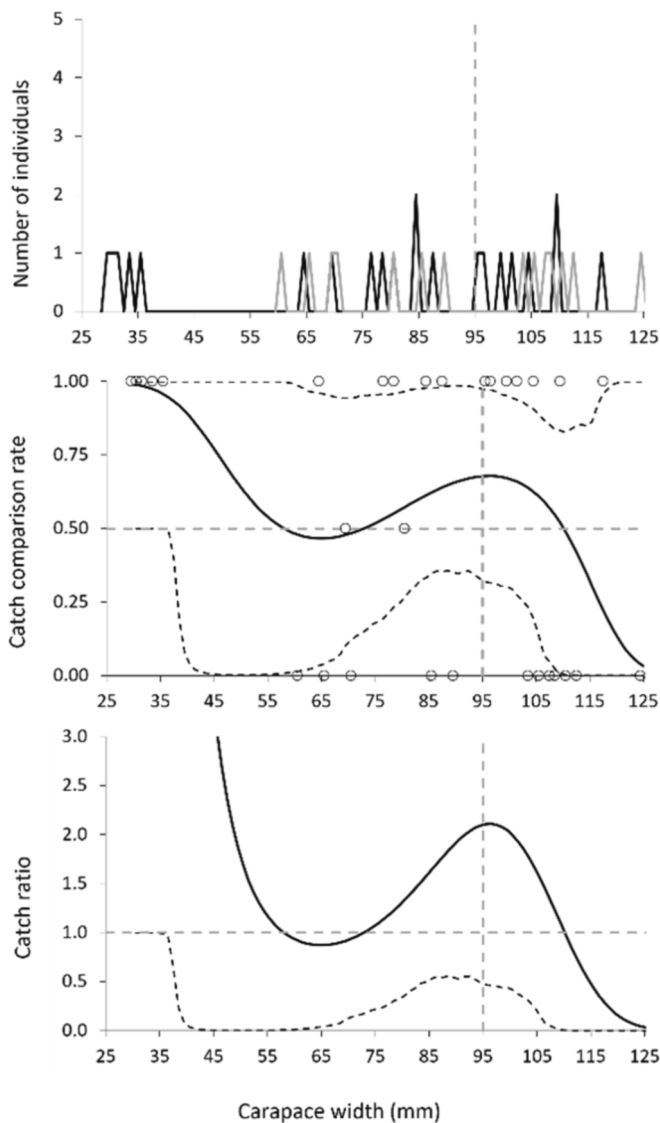 Number of individuals
5
4
3
2
1
0
25 35 45 55 65 75 85 95 105 115 125
Catch comparison rate
1.00
0.75
0.50
0.25
0.00
25 35 45 55 65 75 85 95 105 115 125
Catch ratio
3.0
2.5
2.0
1.5
1.0
0.5
0.0
25 35 45 55 65 75 85 95 105 115 125
Carapace width (mm)